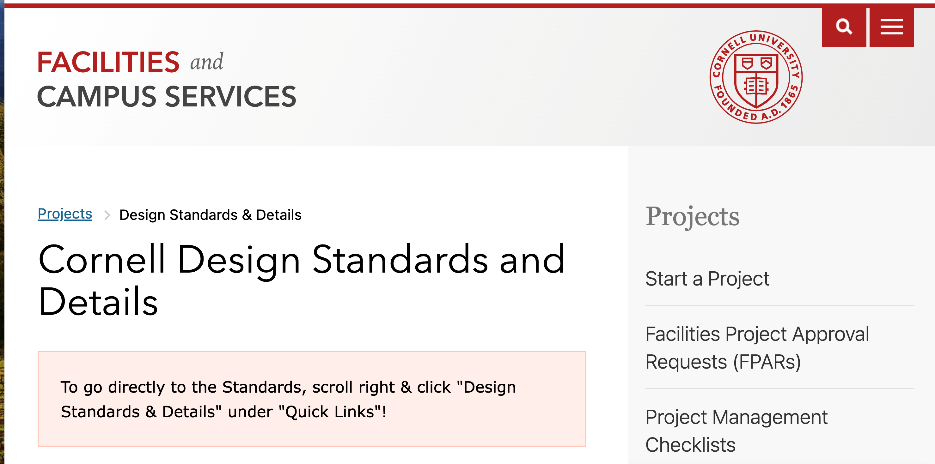 FACILITIES and
CAMPUS SERVICES
CORNELL UNIVERSITY
FOUNDED A.D. 1865
Projects > Design Standards & Details
Cornell Design Standards and
Details
To go directly to the Standards, scroll right & click "Design
Standards & Details" under "Quick Links"!
Projects
Start a Project
Facilities Project Approval
Requests (FPARs)
Project Management
Checklists